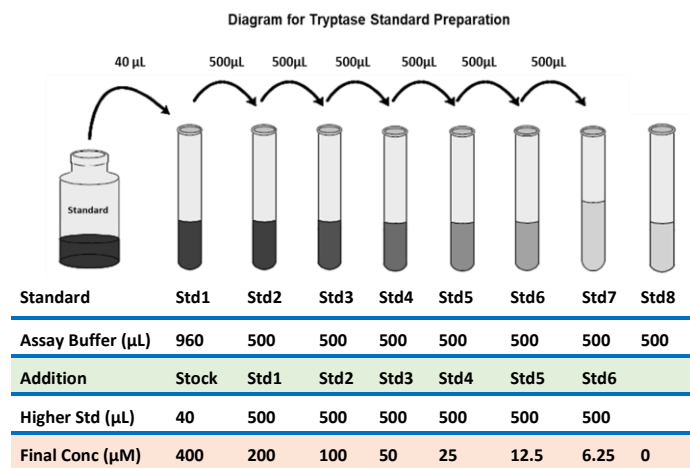 Diagram for Tryptase Standard Preparation
40 µL 500µL 500µL 500µL 500µL 500µL 500µL
Standard
Standard Std1 Std2 Std3 Std4 Std5 Std6 Std7 Std8
Assay Buffer (µL) 960 500 500 500 500 500 500 500
Addition Stock Std1 Std2 Std3 Std4 Std5 Std6
Higher Std (µL) 40 500 500 500 500 500 500
Final Conc (µM) 400 200 100 50 25 12.5 6.25 0